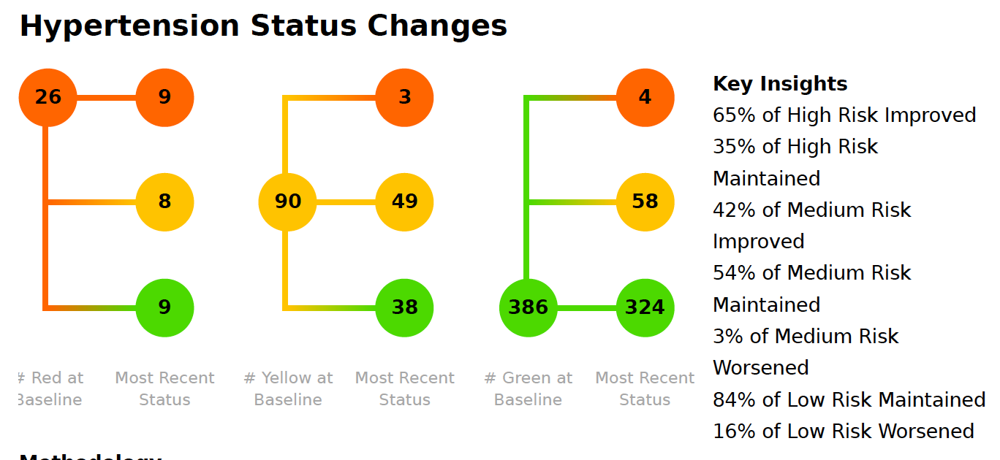 Hypertension Status Changes
26
9
8
9
# Red at
Baseline
Most Recent
Status
90
3
49
38
# Yellow at
Baseline
Most Recent
Status
386
4
58
324
# Green at
Baseline
Most Recent
Status
Key Insights
65% of High Risk Improved
35% of High Risk
Maintained
42% of Medium Risk
Improved
54% of Medium Risk
Maintained
3% of Medium Risk
Worsened
84% of Low Risk Maintained
16% of Low Risk Worsened
Methodology